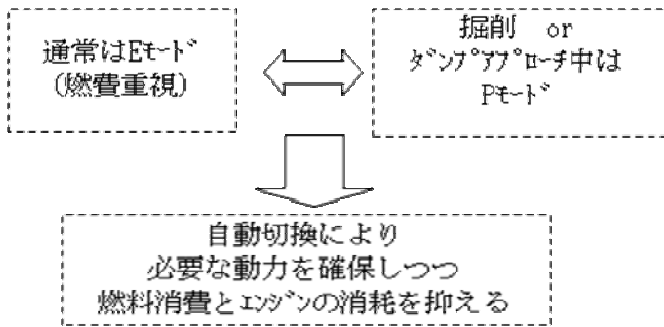 通常はEﾓｰﾄﾞ
(燃費重視)
掘削 or
ﾀﾞﾝﾌﾟｱﾌﾟﾛｰﾁ中は
Pﾓｰﾄﾞ
自動切換により
必要な動力を確保しつつ
燃料消費とｴﾝｼﾞﾝの消耗を抑える